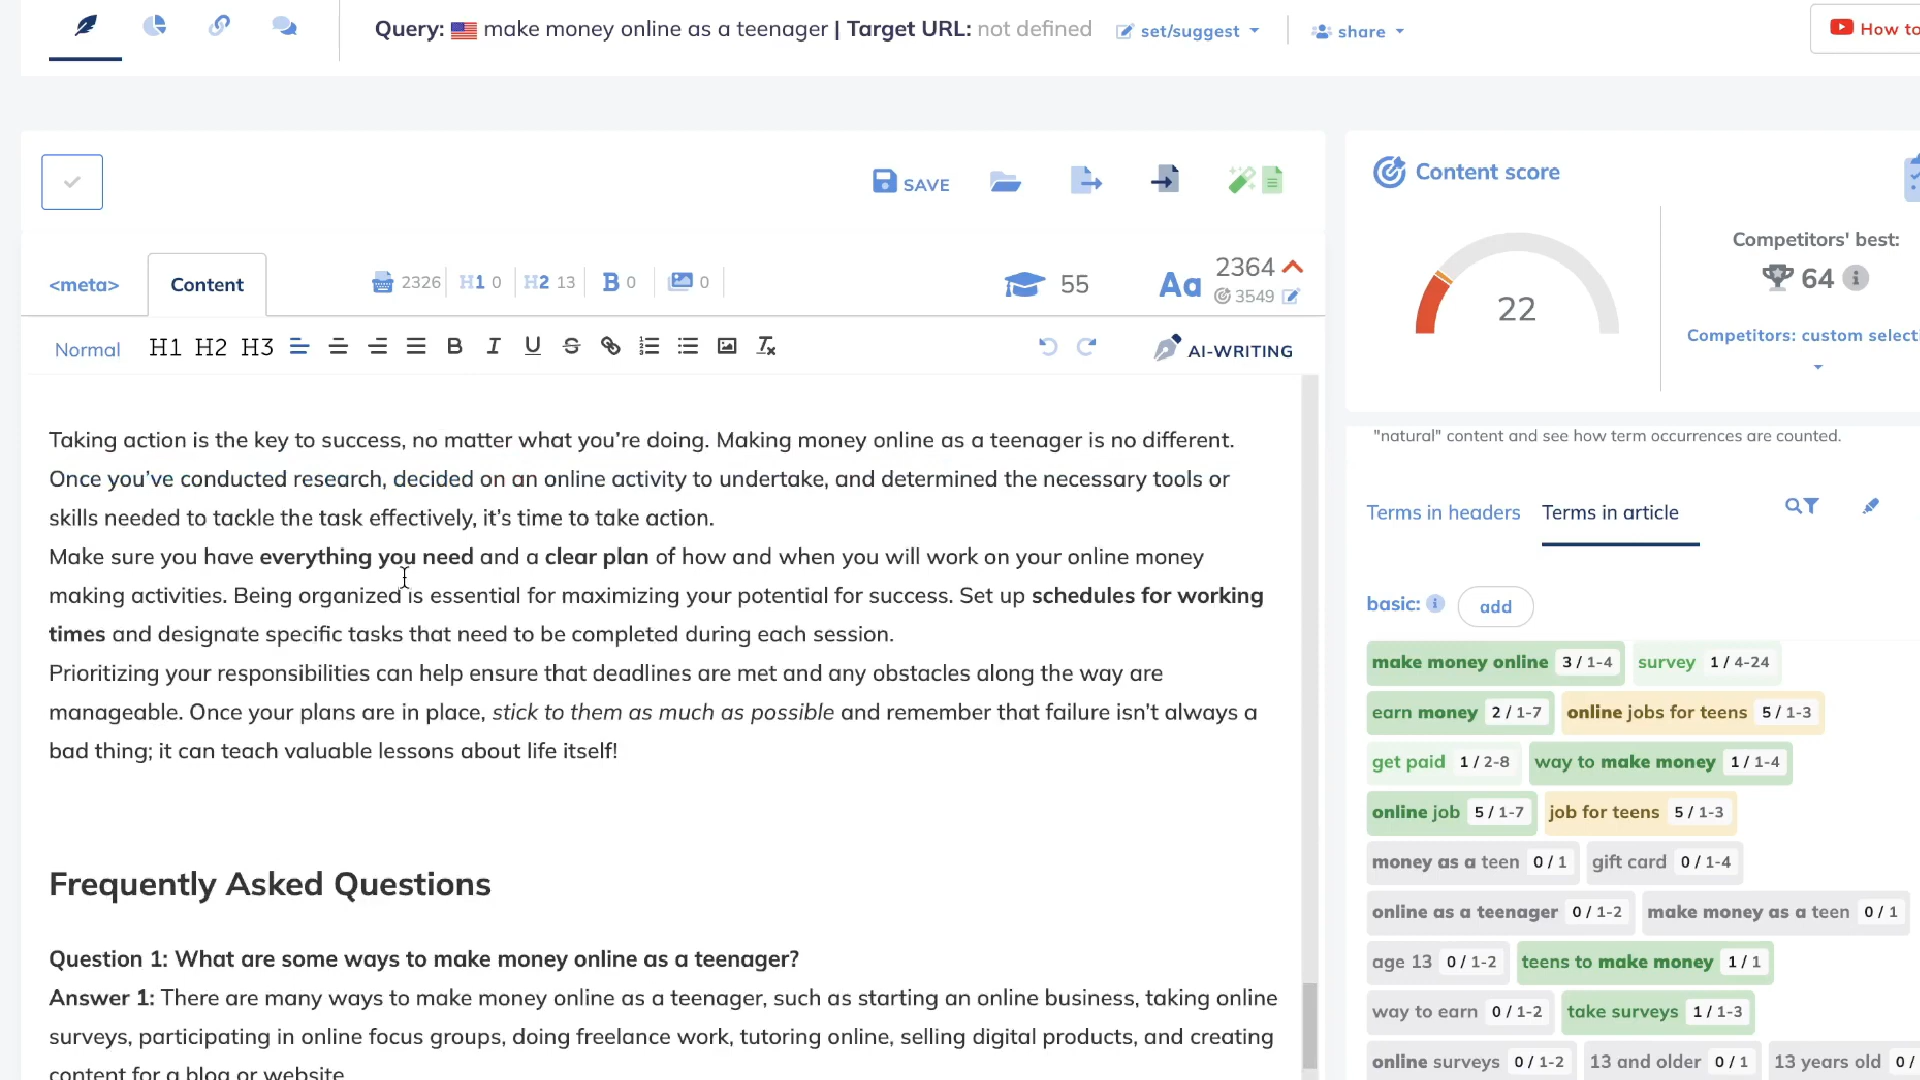 Query: make money online as a teenager | Target URL: not defined set/suggest share How to
SAVE
Content score
Competitors' best:
64
22
Competitors: custom selecti
<meta> Content 2326 H1 0 H2 13 B 0 0 55 Aa 2364
3549
Normal H1 H2 H3 B I U S AI-WRITING
Taking action is the key to success, no matter what you're doing. Making money online as a teenager is no different.
Once you've conducted research, decided on an online activity to undertake, and determined the necessary tools or
skills needed to tackle the task effectively, it's time to take action.
Make sure you have everything you need and a clear plan of how and when you will work on your online money
making activities. Being organized is essential for maximizing your potential for success. Set up schedules for working
times and designate specific tasks that need to be completed during each session.
Prioritizing your responsibilities can help ensure that deadlines are met and any obstacles along the way are
manageable. Once your plans are in place, stick to them as much as possible and remember that failure isn't always a
bad thing; it can teach valuable lessons about life itself!
Frequently Asked Questions
Question 1: What are some ways to make money online as a teenager?
Answer 1: There are many ways to make money online as a teenager, such as starting an online business, taking online
surveys, participating in online focus groups, doing freelance work, tutoring online, selling digital products, and creating
content for a blog or website.
"natural" content and see how term occurrences are counted.
Terms in headers Terms in article
basic: add
make money online 3 / 1-4 survey 1 / 4-24
earn money 2 / 1-7 online jobs for teens 5 / 1-3
get paid 1 / 2-8 way to make money 1 / 1-4
online job 5 / 1-7 job for teens 5 / 1-3
money as a teen 0 / 1 gift card 0 / 1-4
online as a teenager 0 / 1-2 make money as a teen 0 / 1
age 13 0 / 1-2 teens to make money 1 / 1
way to earn 0 / 1-2 take surveys 1 / 1-3
online surveys 0 / 1-2 13 and older 0 / 1 13 years old 0 /